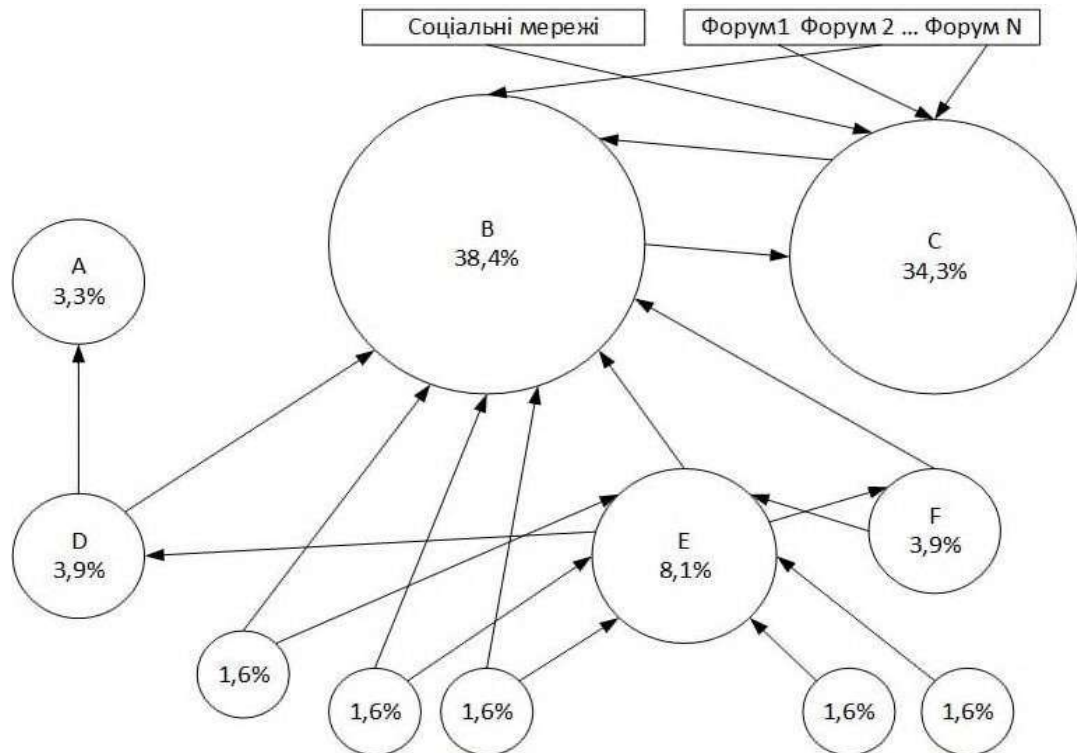 Соціальні мережі
Форум1 Форум 2 ... Форум N
B
38,4%
C
34,3%
A
3,3%
D
3,9%
E
8,1%
F
3,9%
1,6%
1,6%
1,6%
1,6%
1,6%